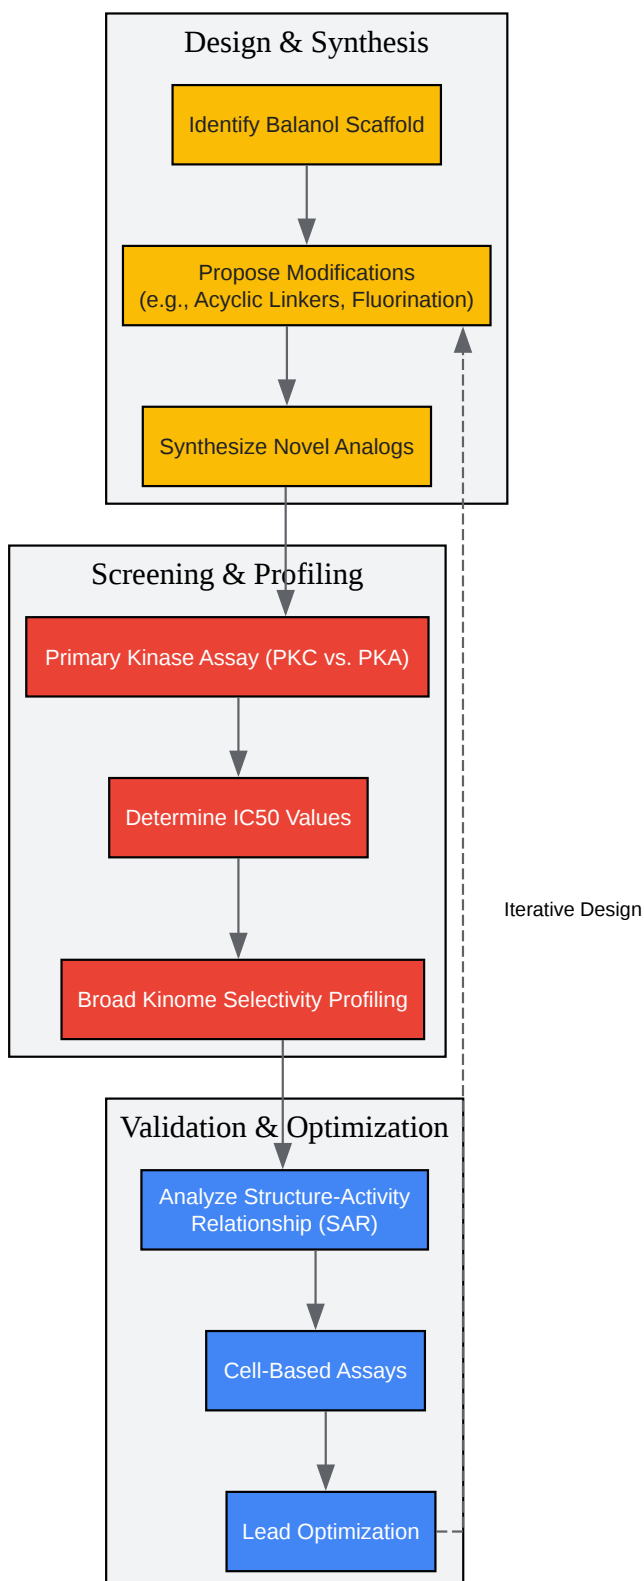 Design & Synthesis
Identify Balanol Scaffold
Propose Modifications
(e.g., Acyclic Linkers, Fluorination)
Synthesize Novel Analogs
Screening & Profiling
Primary Kinase Assay (PKC vs. PKA)
Determine IC50 Values
Iterative Design
Broad Kinome Selectivity Profiling
Validation & Optimization
Analyze Structure-Activity
Relationship (SAR)
Cell-Based Assays
Lead Optimization